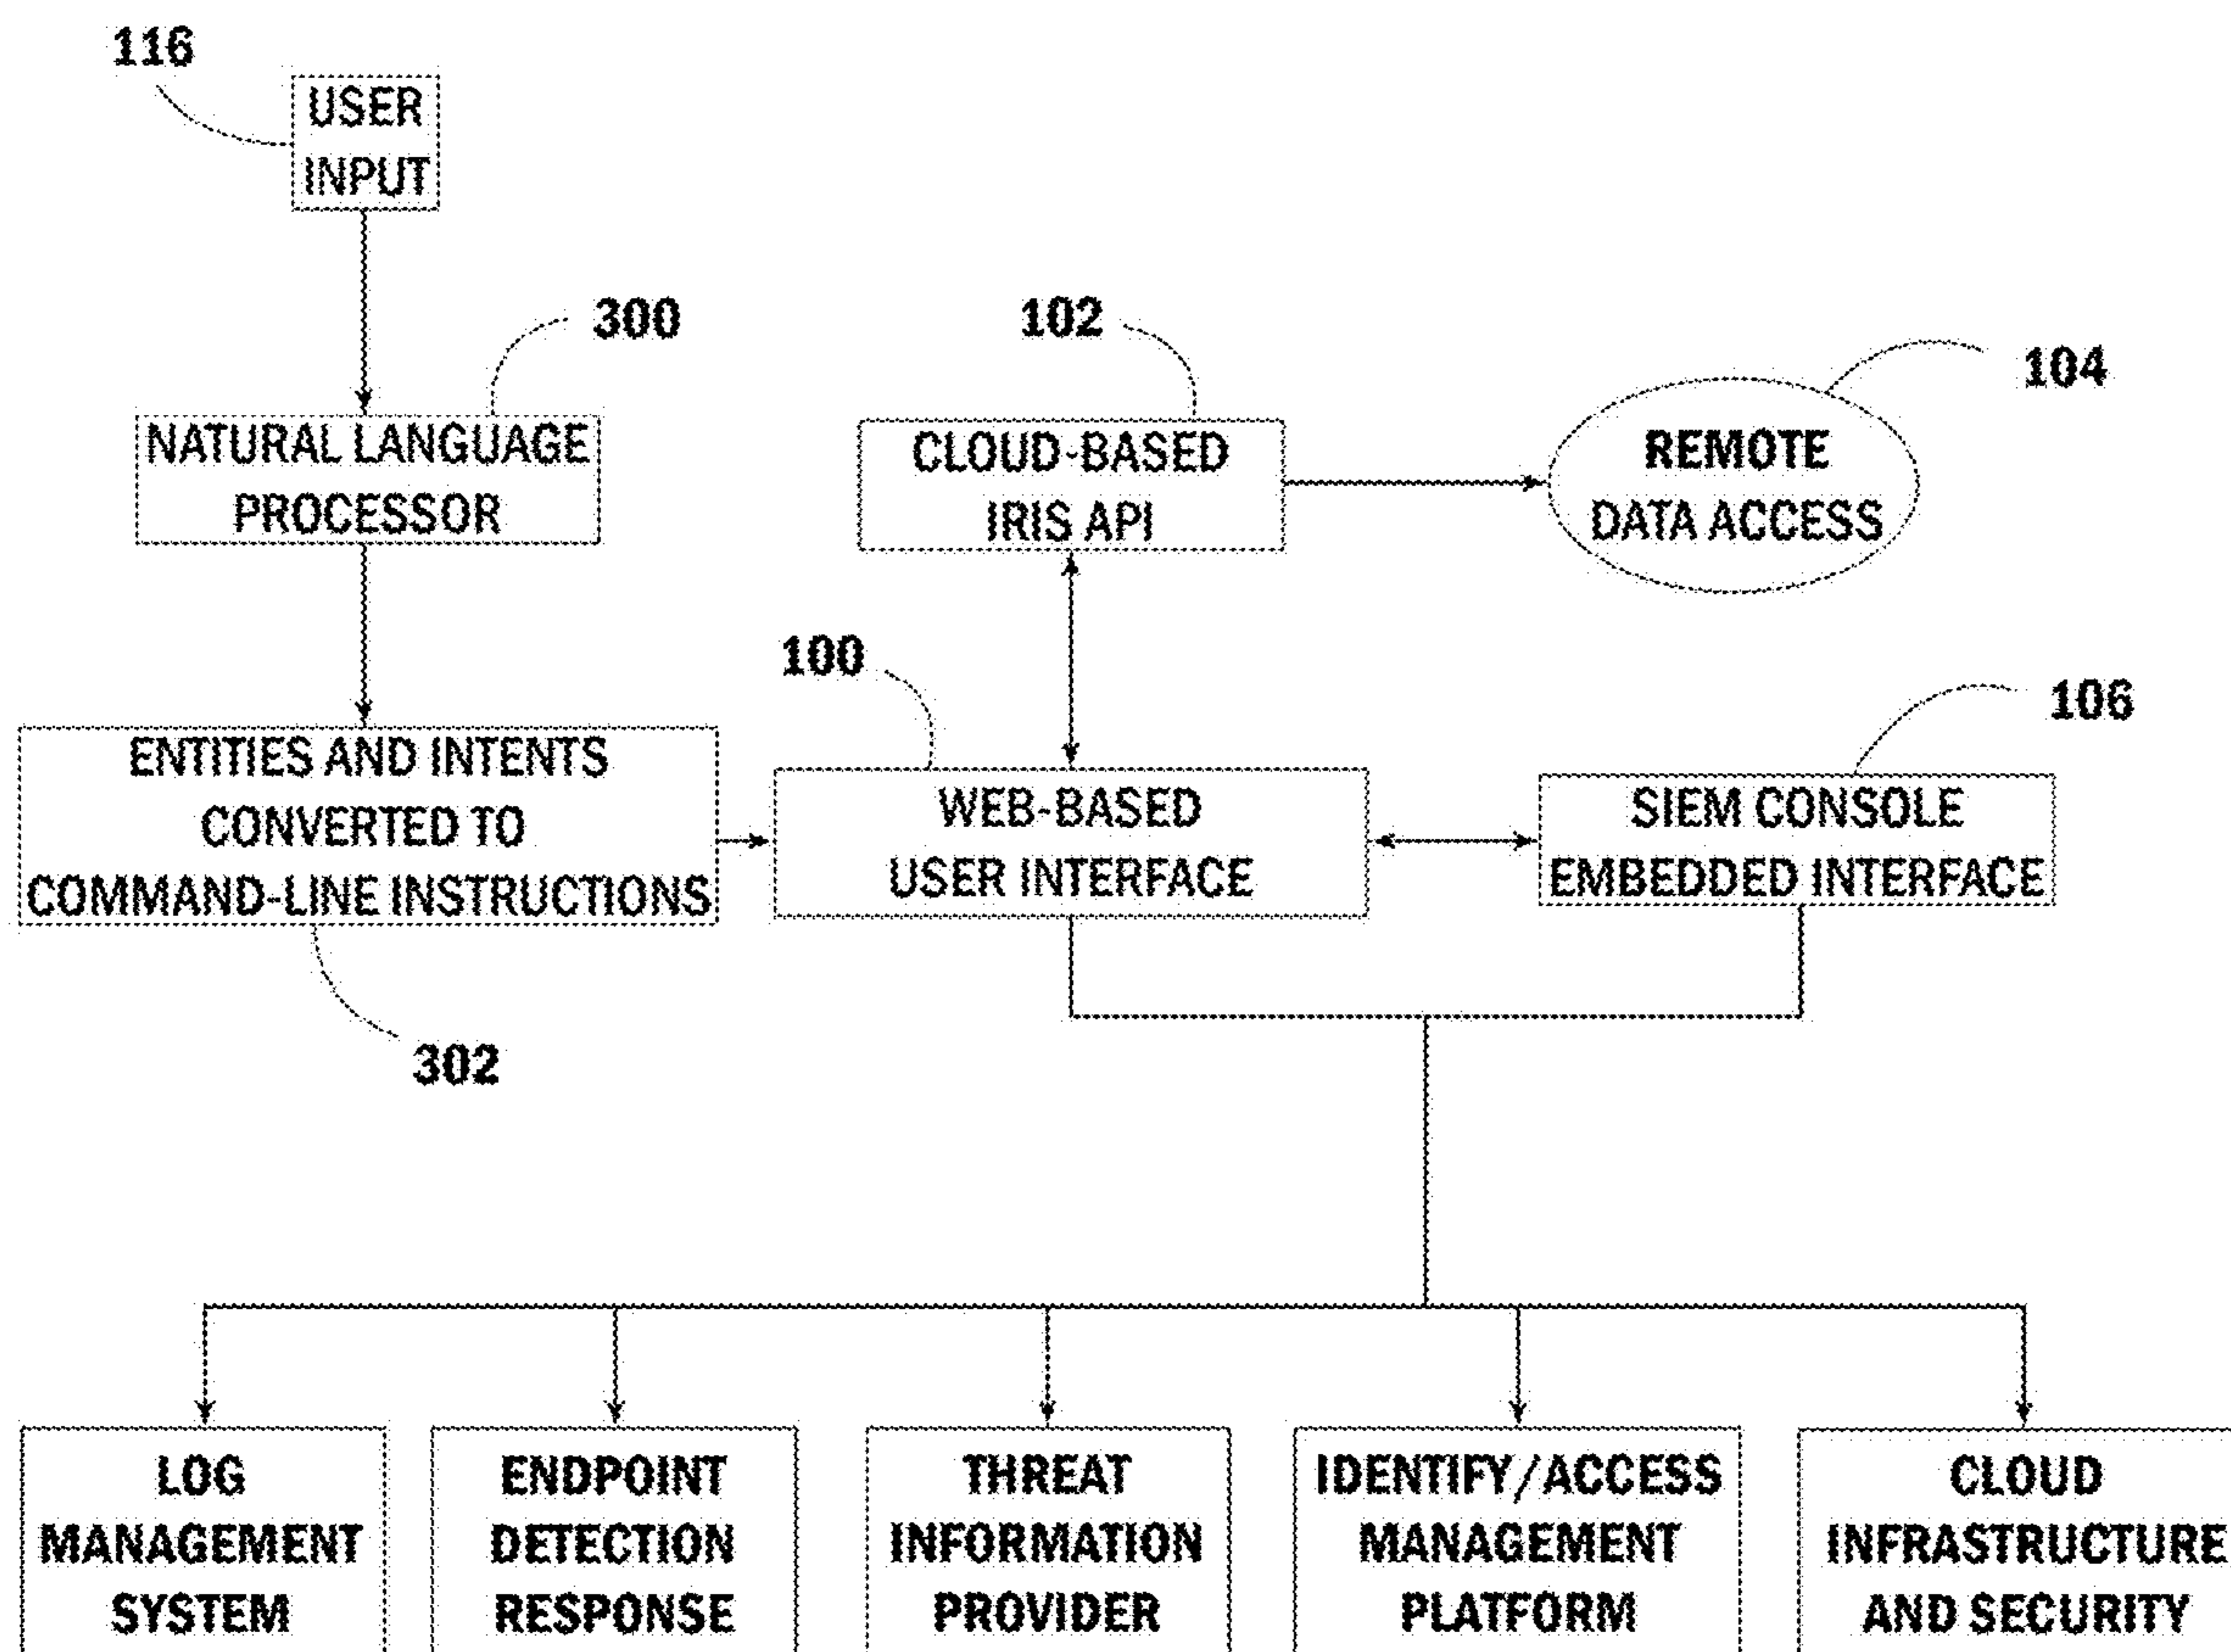 116
USER
INPUT
300
NATURAL LANGUAGE
PROCESSOR
102
CLOUD-BASED
IRIS API
104
REMOTE
DATA ACCESS
ENTITIES AND INTENTS
CONVERTED TO
COMMAND-LINE INSTRUCTIONS
302
100
WEB-BASED
USER INTERFACE
106
SIEM CONSOLE
EMBEDDED INTERFACE
LOG
MANAGEMENT
SYSTEM
ENDPOINT
DETECTION
RESPONSE
THREAT
INFORMATION
PROVIDER
IDENTIFY/ACCESS
MANAGEMENT
PLATFORM
CLOUD
INFRASTRUCTURE
AND SECURITY